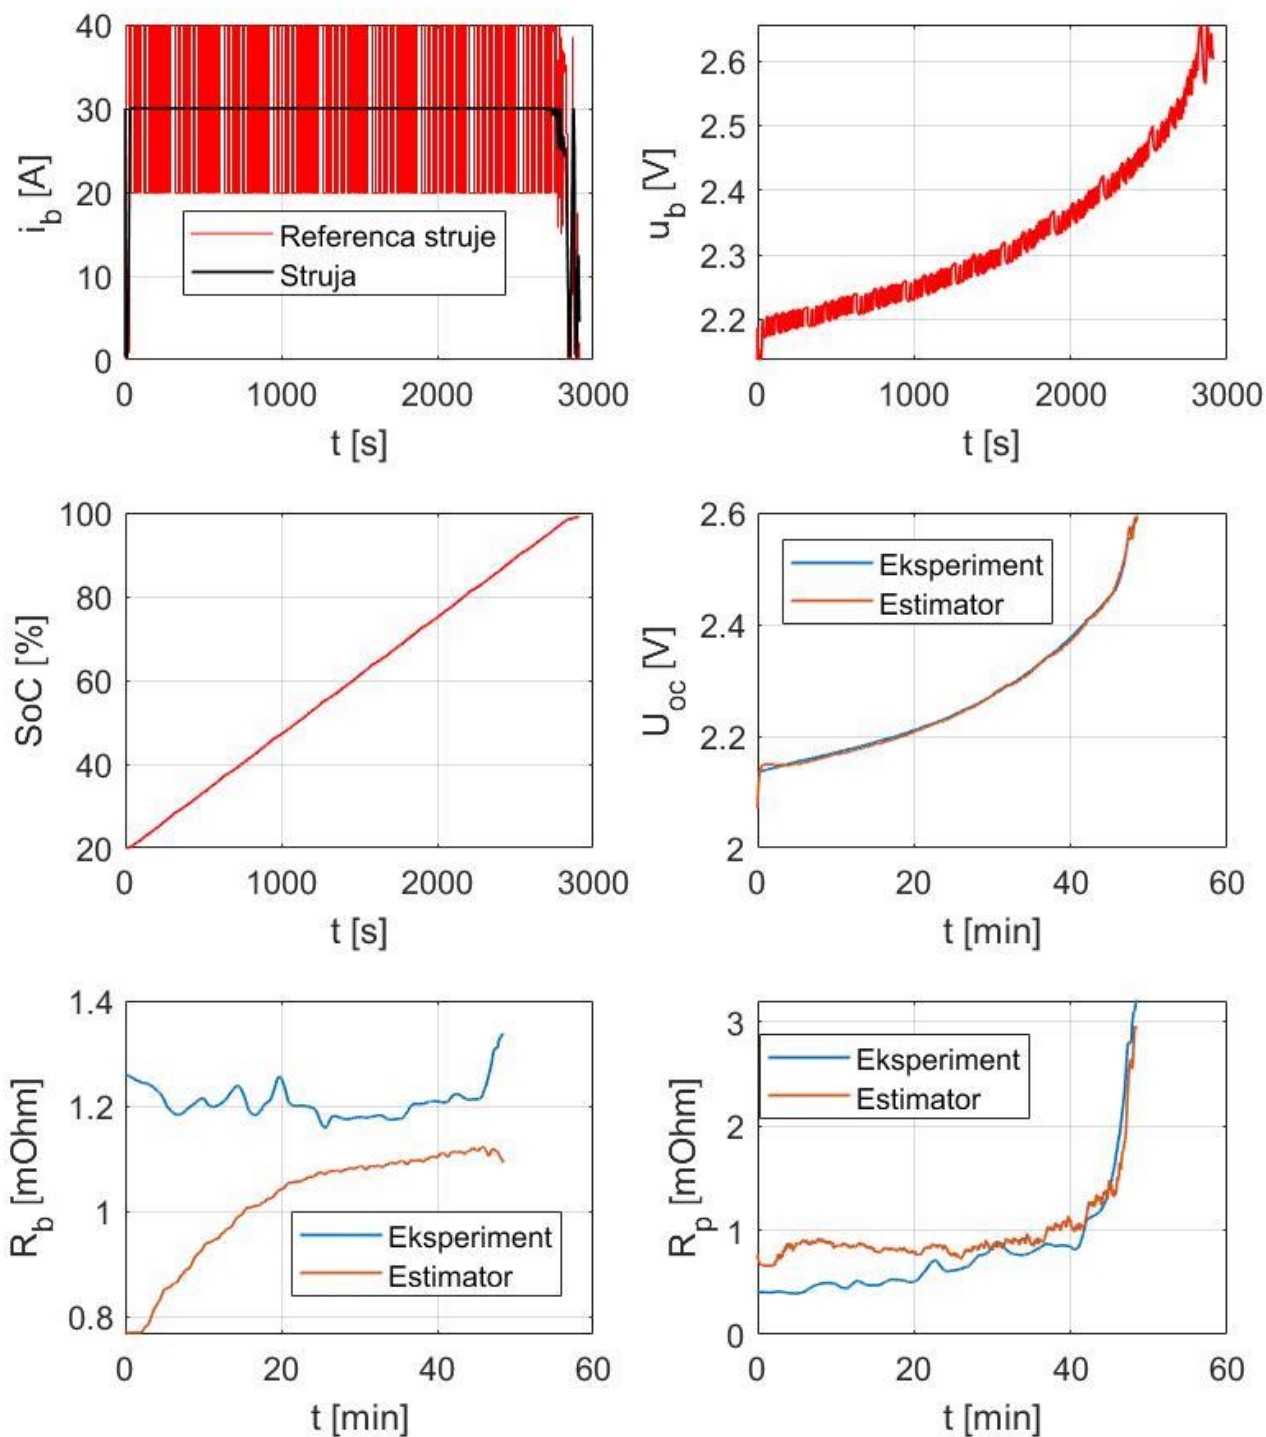 40
30
20
10
0
i_b [A]
Referenca struje
Struja
0 1000 2000 3000
t [s]
2.6
2.5
2.4
2.3
2.2
u_b [V]
0 1000 2000 3000
t [s]
100
80
60
40
20
SoC [%]
0 1000 2000 3000
t [s]
2.6
2.4
2.2
2
U_oc [V]
Eksperiment
Estimator
0 20 40 60
t [min]
1.4
1.2
1
0.8
R_b [mOhm]
Eksperiment
Estimator
0 20 40 60
t [min]
3
2
1
0
R_p [mOhm]
Eksperiment
Estimator
0 20 40 60
t [min]